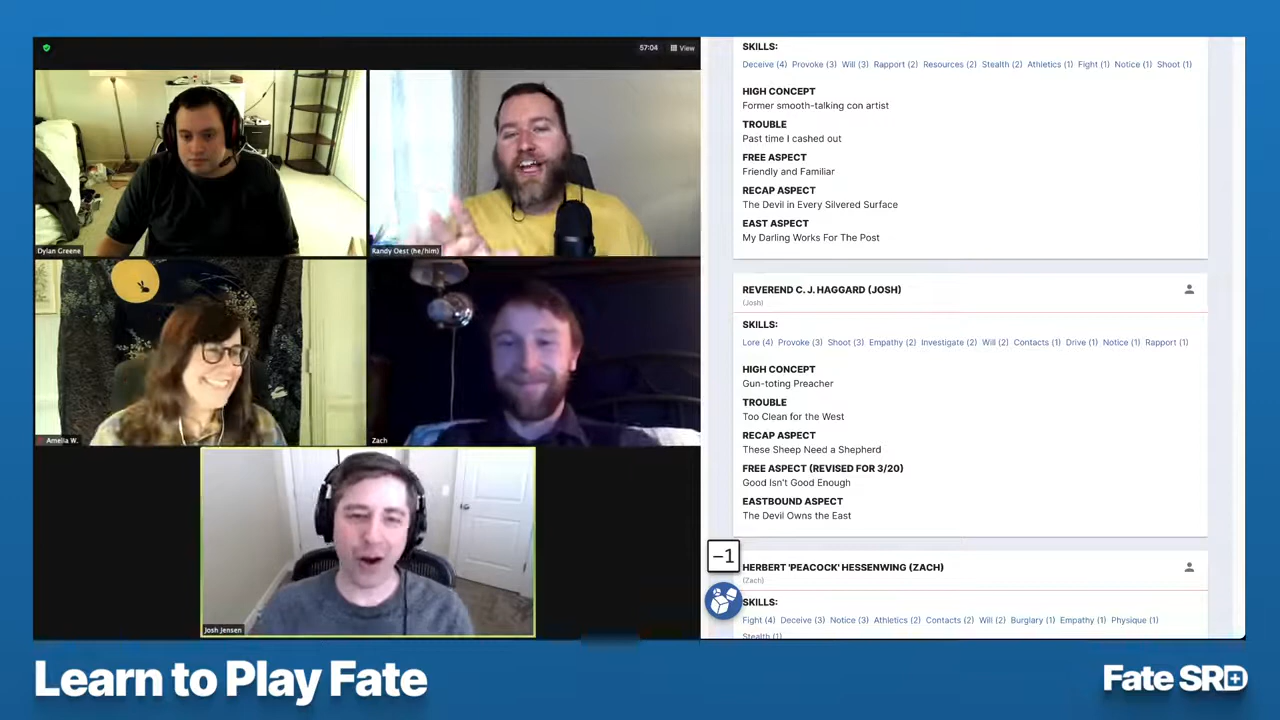 57:04 View
Dylan Greene
Randy Oest (he/him)
Amelia W.
Zach
Josh Jensen
SKILLS:
Deceive (4) Provoke (3) Will (3) Rapport (2) Resources (2) Stealth (2) Athletics (1) Fight (1) Notice (1) Shoot (1)
HIGH CONCEPT
Former smooth-talking con artist
TROUBLE
Past time I cashed out
FREE ASPECT
Friendly and Familiar
RECAP ASPECT
The Devil in Every Silvered Surface
EAST ASPECT
My Darling Works For The Post
REVEREND C. J. HAGGARD (JOSH)
(Josh)
SKILLS:
Lore (4) Provoke (3) Shoot (3) Empathy (2) Investigate (2) Will (2) Contacts (1) Drive (1) Notice (1) Rapport (1)
HIGH CONCEPT
Gun-toting Preacher
TROUBLE
Too Clean for the West
RECAP ASPECT
These Sheep Need a Shepherd
FREE ASPECT (REVISED FOR 3/20)
Good Isn't Good Enough
EASTBOUND ASPECT
The Devil Owns the East
−1
HERBERT 'PEACOCK' HESSENWING (ZACH)
(Zach)
SKILLS:
Fight (4) Deceive (3) Notice (3) Athletics (2) Contacts (2) Will (2) Burglary (1) Empathy (1) Physique (1)
Stealth (1)
Learn to Play Fate
Fate SRD